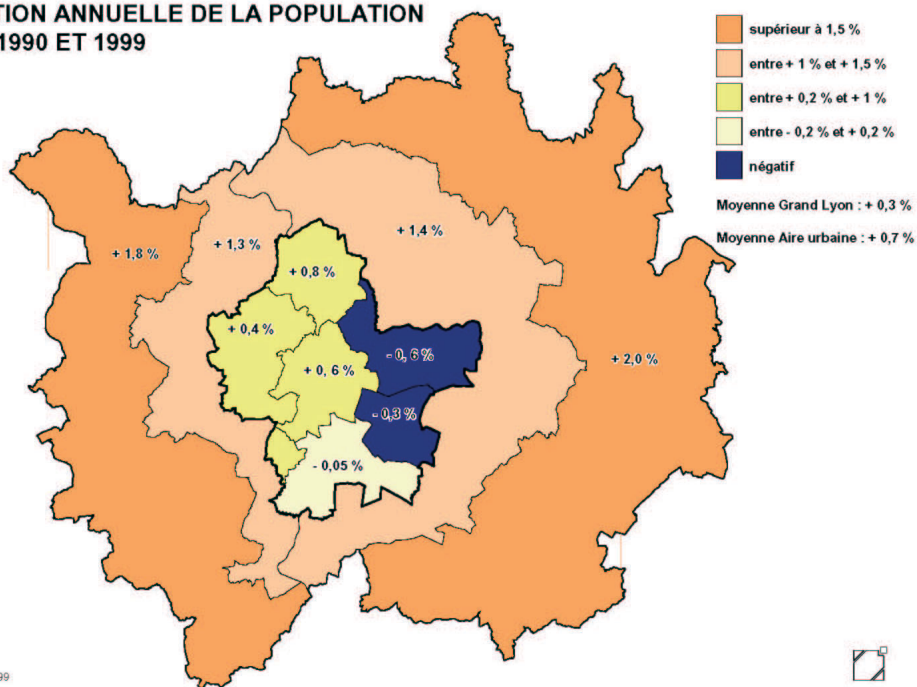 TION ANNUELLE DE LA POPULATION
1990 ET 1999
supérieur à 1,5 %
entre + 1 % et + 1,5 %
entre + 0,2 % et + 1 %
entre - 0,2 % et + 0,2 %
négatif
Moyenne Grand Lyon : + 0,3 %
Moyenne Aire urbaine : + 0,7 %
+ 1,8 %
+ 1,3 %
+ 1,4 %
+ 0,8 %
+ 0,4 %
+ 0, 6 %
- 0, 6 %
+ 2,0 %
- 0,3 %
- 0,05 %
99